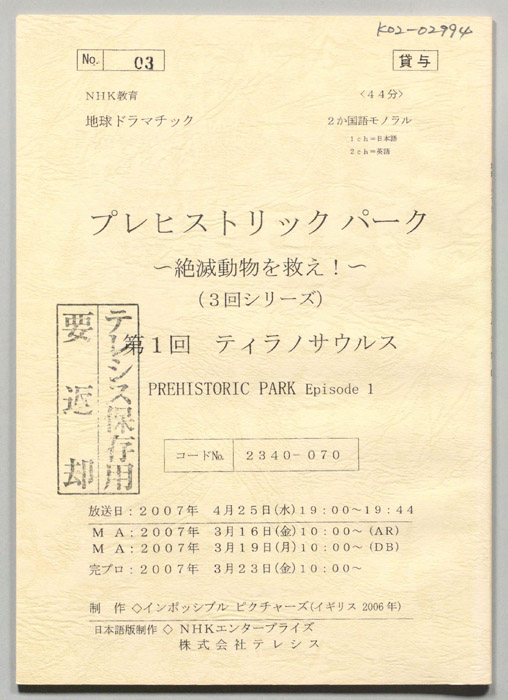 K02-02994
No. 03
貸与
NHK教育
<44分>
地球ドラマチック
2か国語モノラル
1ch=日本語
2ch=英語
プレヒストリック パーク
~絶滅動物を救え!~
(3回シリーズ)
第1回 ティラノサウルス
PREHISTORIC PARK Episode 1
テレシス保存用
要返却
コードNo. 2340-070
放送日:2007年 4月25日(水)19:00~19:44
MA:2007年 3月16日(金)10:00~(AR)
MA:2007年 3月19日(月)10:00~(DB)
完プロ:2007年 3月23日(金)10:00~
制作◇インポッシブル ピクチャーズ(イギリス 2006年)
日本語版制作◇NHKエンタープライズ
株式会社テレシス